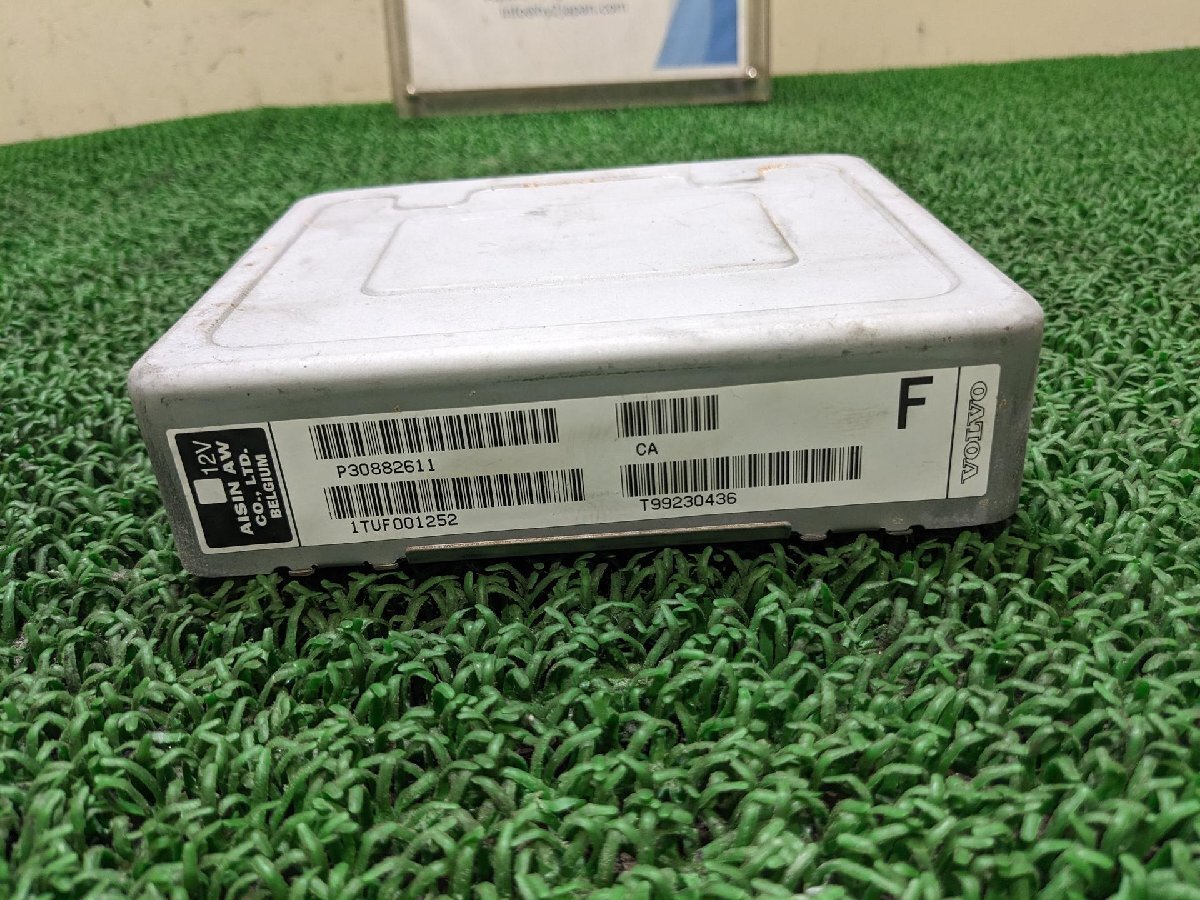 12V
AISIN AW
CO., LTD.
BELGIUM
P30882611
1TUF001252
CA
T99230436
F
VOLVO